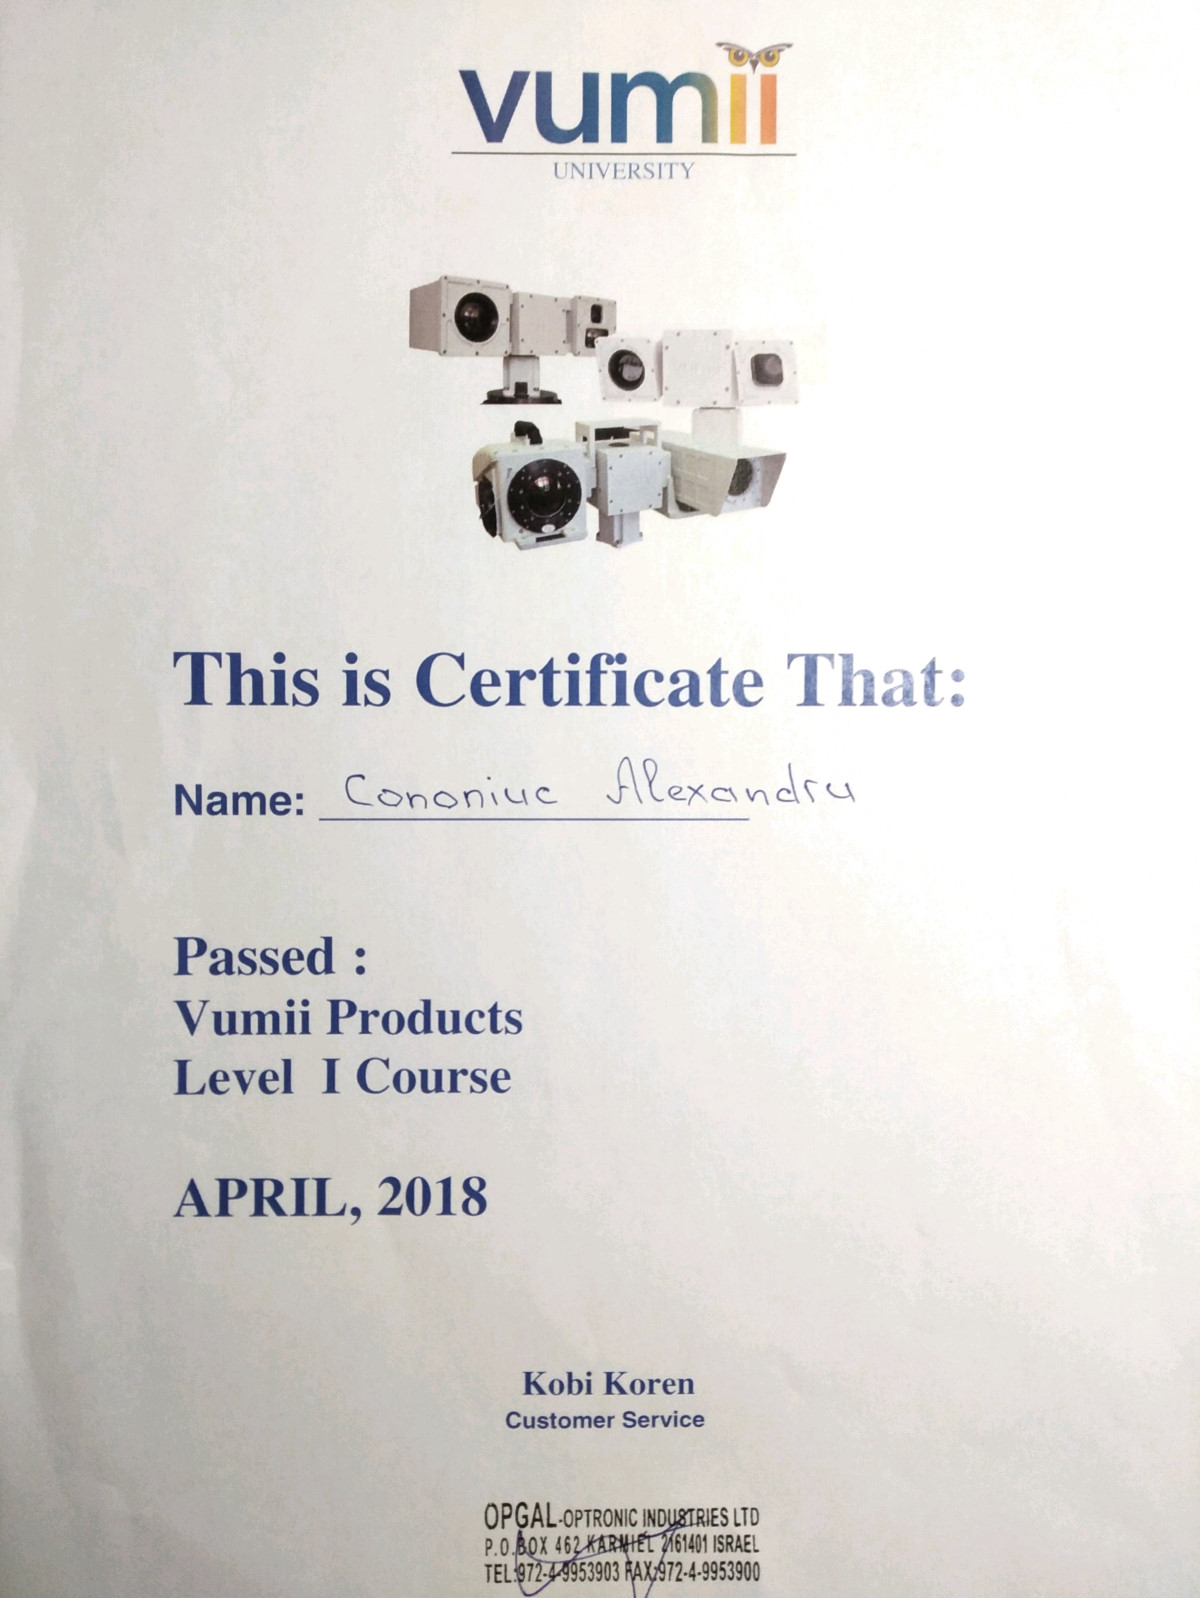 vumii
UNIVERSITY
This is Certificate That:
Name: Cononiuc Alexandru
Passed :
Vumii Products
Level I Course
APRIL, 2018
Kobi Koren
Customer Service
OPGAL-OPTRONIC INDUSTRIES LTD
P.O.BOX 462 KARMIEL 2161401 ISRAEL
TEL:972-4-9953903 FAX:972-4-9953900